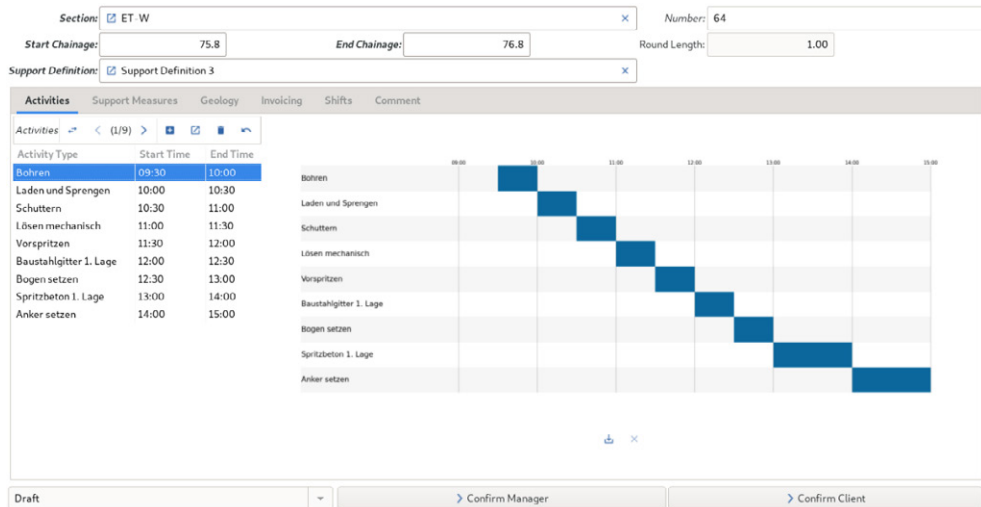 Section: ET-W Number: 64
Start Chainage: 75.8 End Chainage: 76.8 Round Length: 1.00
Support Definition: Support Definition 3
Activities Support Measures Geology Invoicing Shifts Comment
Activities (1/9)
Activity Type Start Time End Time
Bohren 09:30 10:00
Laden und Sprengen 10:00 10:30
Schuttern 10:30 11:00
Lösen mechanisch 11:00 11:30
Vorspritzen 11:30 12:00
Baustahlgitter 1. Lage 12:00 12:30
Bogen setzen 12:30 13:00
Spritzbeton 1. Lage 13:00 14:00
Anker setzen 14:00 15:00
09:00 10:00 11:00 12:00 13:00 14:00 15:00
Bohren
Laden und Sprengen
Schuttern
Lösen mechanisch
Vorspritzen
Baustahlgitter 1. Lage
Bogen setzen
Spritzbeton 1. Lage
Anker setzen
Draft Confirm Manager Confirm Client